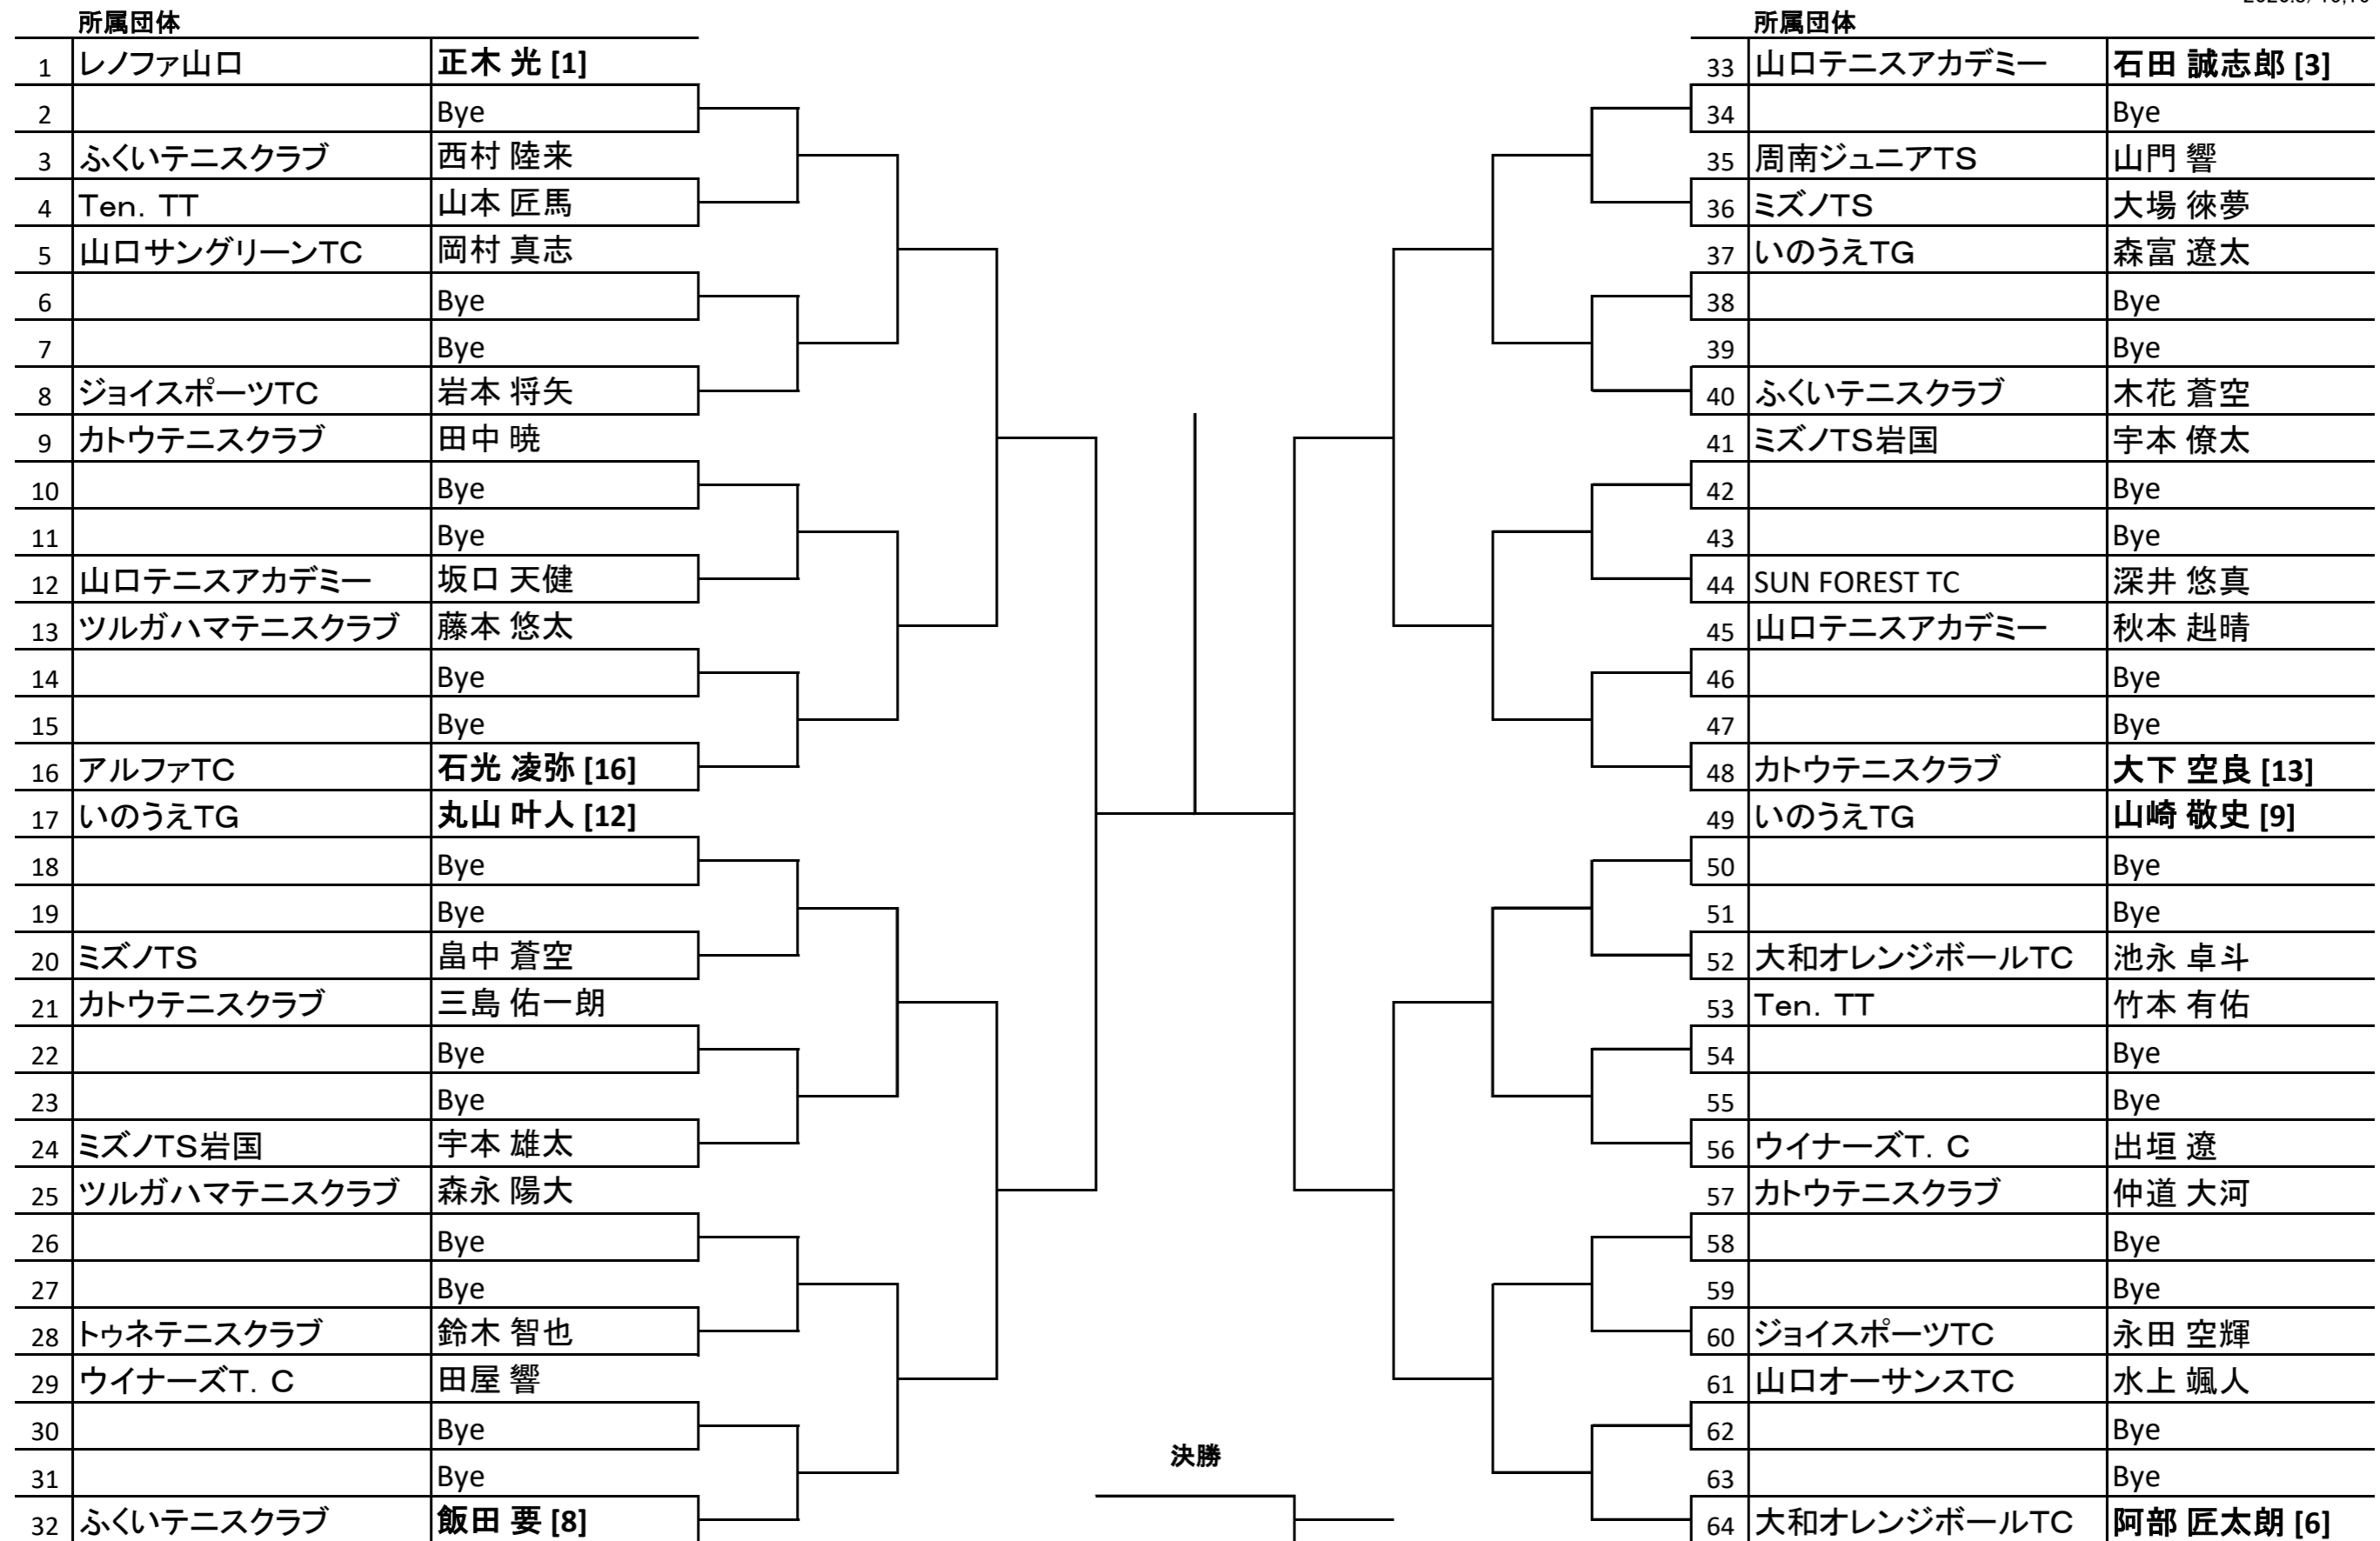 所属団体
1 レノファ山口 正木 光 [1]
2 Bye
3 ふくいテニスクラブ 西村 陸来
4 Ten．TT 山本 匠馬
5 山口サングリーンTC 岡村 真志
6 Bye
7 Bye
8 ジョイスポーツTC 岩本 将矢
9 カトウテニスクラブ 田中 暁
10 Bye
11 Bye
12 山口テニスアカデミー 坂口 天健
13 ツルガハマテニスクラブ 藤本 悠太
14 Bye
15 Bye
16 アルファTC 石光 凌弥 [16]
17 いのうえTG 丸山 叶人 [12]
18 Bye
19 Bye
20 ミズノTS 畠中 蒼空
21 カトウテニスクラブ 三島 佑一朗
22 Bye
23 Bye
24 ミズノTS岩国 宇本 雄太
25 ツルガハマテニスクラブ 森永 陽大
26 Bye
27 Bye
28 トゥネテニスクラブ 鈴木 智也
29 ウイナーズT．C 田屋 響
30 Bye
31 Bye
32 ふくいテニスクラブ 飯田 要 [8]
決勝
所属団体
33 山口テニスアカデミー 石田 誠志郎 [3]
34 Bye
35 周南ジュニアTS 山門 響
36 ミズノTS 大場 徠夢
37 いのうえTG 森富 遼太
38 Bye
39 Bye
40 ふくいテニスクラブ 木花 蒼空
41 ミズノTS岩国 宇本 僚太
42 Bye
43 Bye
44 SUN FOREST TC 深井 悠真
45 山口テニスアカデミー 秋本 赳晴
46 Bye
47 Bye
48 カトウテニスクラブ 大下 空良 [13]
49 いのうえTG 山崎 敬史 [9]
50 Bye
51 Bye
52 大和オレンジボールTC 池永 卓斗
53 Ten．TT 竹本 有佑
54 Bye
55 Bye
56 ウイナーズT．C 出垣 遼
57 カトウテニスクラブ 仲道 大河
58 Bye
59 Bye
60 ジョイスポーツTC 永田 空輝
61 山口オーサンスTC 水上 颯人
62 Bye
63 Bye
64 大和オレンジボールTC 阿部 匠太朗 [6]